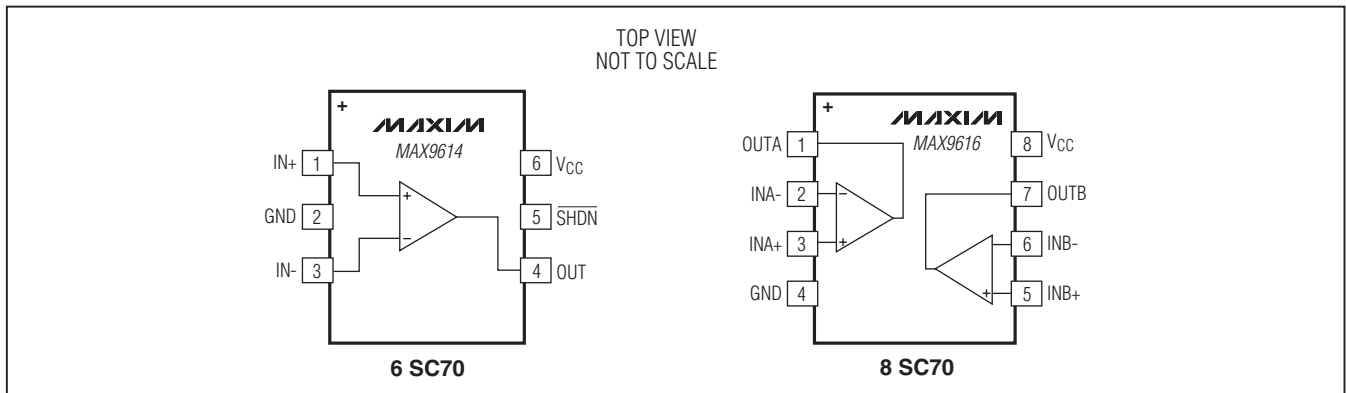 TOP VIEW
NOT TO SCALE
+
MAXIM
MAX9614
IN+ 1
GND 2
IN- 3
6 VCC
5 SHDN
4 OUT
+
−
6 SC70
+
MAXIM
MAX9616
OUTA 1
INA- 2
INA+ 3
GND 4
8 VCC
7 OUTB
6 INB-
5 INB+
−
+
−
+
8 SC70